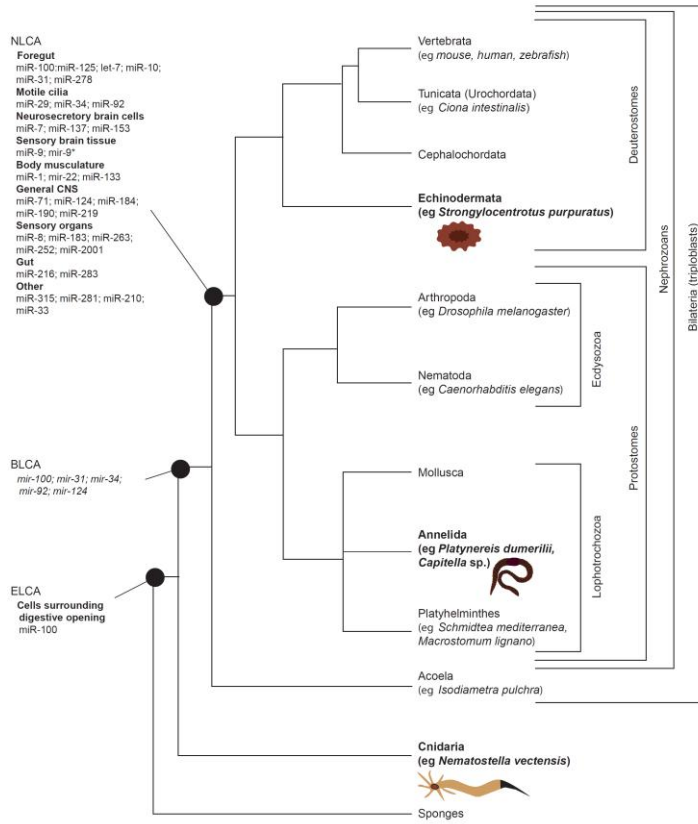 NLCA
Foregut
miR-100:miR-125; let-7; miR-10;
miR-31; miR-278
Motile cilia
miR-29; miR-34; miR-92
Neurosecretory brain cells
miR-7; miR-137; miR-153
Sensory brain tissue
miR-9; mir-9*
Body musculature
miR-1; mir-22; miR-133
General CNS
miR-71; miR-124; miR-184;
miR-190; miR-219
Sensory organs
miR-8; miR-183; miR-263;
miR-252; miR-2001
Gut
miR-216; miR-283
Other
miR-315; miR-281; miR-210;
miR-33
BLCA
mir-100; mir-31; mir-34;
mir-92; mir-124
ELCA
Cells surrounding
digestive opening
miR-100
Vertebrata
(eg mouse, human, zebrafish)
Tunicata (Urochordata)
(eg Ciona intestinalis)
Cephalochordata
Echinodermata
(eg Strongylocentrotus purpuratus)
Arthropoda
(eg Drosophila melanogaster)
Nematoda
(eg Caenorhabditis elegans)
Mollusca
Annelida
(eg Platynereis dumerilii,
Capitella sp.)
Platyhelminthes
(eg Schmidtea mediterranea,
Macrostomum lignano)
Acoela
(eg Isodiametra pulchra)
Cnidaria
(eg Nematostella vectensis)
Sponges
Deuterostomes
Ecdysozoa
Lophotrochozoa
Protostomes
Nephrozoans
Bilateria (triploblasts)